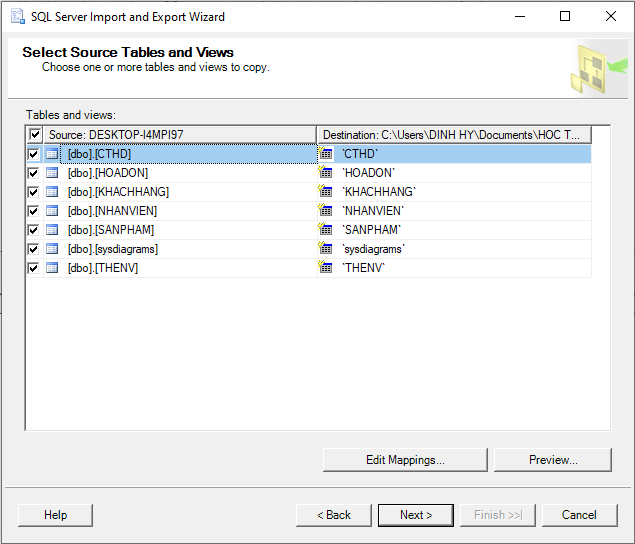 SQL Server Import and Export Wizard
Select Source Tables and Views
Choose one or more tables and views to copy.
Tables and views:
Source: DESKTOP-I4MPI97 Destination: C:\Users\DINH HY\Documents\HOC T...
[dbo].[CTHD] `CTHD`
[dbo].[HOADON] `HOADON`
[dbo].[KHACHHANG] `KHACHHANG`
[dbo].[NHANVIEN] `NHANVIEN`
[dbo].[SANPHAM] `SANPHAM`
[dbo].[sysdiagrams] `sysdiagrams`
[dbo].[THENV] `THENV`
Edit Mappings... Preview...
Help < Back Next > Finish >>| Cancel